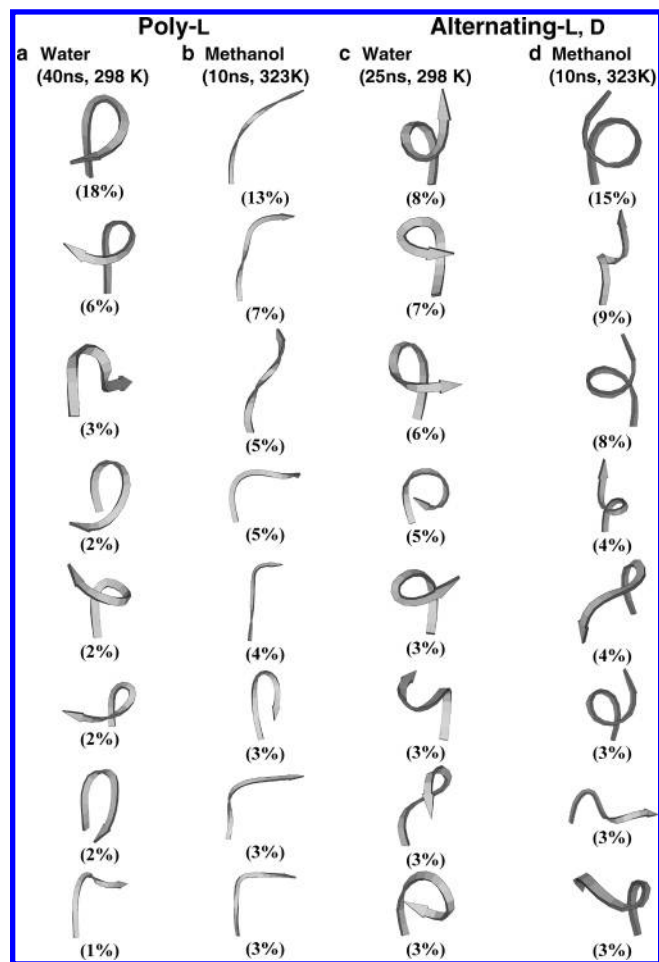 Poly-L Alternating-L, D
a Water b Methanol c Water d Methanol
(40ns, 298 K) (10ns, 323K) (25ns, 298 K) (10ns, 323K)
(18%) (13%) (8%) (15%)
(6%) (7%) (7%) (9%)
(3%) (5%) (6%) (8%)
(2%) (5%) (5%) (4%)
(2%) (4%) (3%) (4%)
(2%) (3%) (3%) (3%)
(2%) (3%) (3%) (3%)
(1%) (3%) (3%) (3%)